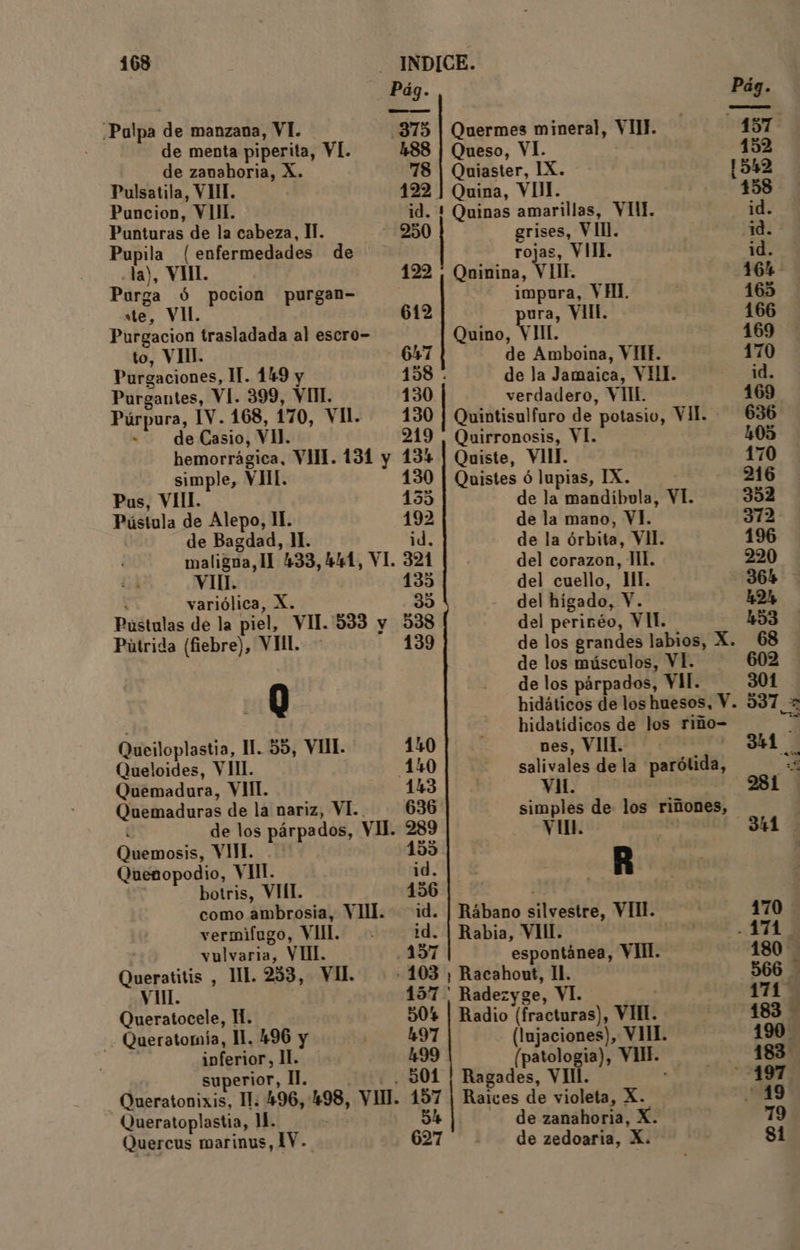 168 INDICE.
Pág.
Pulpa de manzana, VI. 375
de menta piperita, VI. 488
de zanahoria, X. 78
Pulsatila, VIII. 122
Puncion, VIII. id.
Punturas de la cabeza, II. 250
Pupila (enfermedades de
la), VIII. 122
Purga ó pocion purgan-
te, VII. 612
Purgacion trasladada al escro-
to, VIII. 647
Purgaciones, II. 149 y 158
Purgantes, VI. 399, VIII. 130
Púrpura, IV. 168, 170, VII. 130
de Casio, VII. 219
hemorrágica, VIII. 131 y 134
simple, VIII. 130
Pus, VIII. 135
Pústula de Alepo, II. 192
de Bagdad, II. id.
maligna, II 433, 441, VI. 321
VIII. 135
variólica, X. 35
Pústulas de la piel, VII. 533 y 538
Pútrida (fiebre), VIII. 139
Q
Queiloplastia, II. 55, VIII. 140
Queloides, VIII. 140
Quemadura, VIII. 143
Quemaduras de la nariz, VI. 636
de los párpados, VII. 289
Quemosis, VIII. 155
Quenopodio, VIII. id.
botris, VIII. 156
como ambrosia, VIII. id.
vermifugo, VIII. id.
vulvaria, VIII. 157
Queratitis, III. 253, VII. 103
VIII. 157
Queratocele, II. 504
Queratomía, II. 496 y 497
inferior, II. 499
superior, II. 501
Queratonixis, II. 496, 498, VIII. 157
Queratoplastia, II. 54
Quercus marinus, IV. 627
Pág.
Quermes mineral, VIII. 157
Queso, VI. 152
Quiaster, IX. [542
Quina, VIII. 158
Quinas amarillas, VIII. id.
grises, VIII. id.
rojas, VIII. id.
Quinina, VIII. 164
impura, VIII. 165
pura, VIII. 166
Quino, VIII. 169
de Amboina, VIII. 170
de la Jamaica, VIII. id.
verdadero, VIII. 169
Quintisulfuro de potasio, VII. 636
Quirronosis, VI. 405
Quiste, VIII. 170
Quistes ó lupias, IX. 216
de la mandíbula, VI. 352
de la mano, VI. 372
de la órbita, VII. 196
del corazon, III. 220
del cuello, III. 364
del hígado, V. 424
del perinéo, VII. 453
de los grandes labios, X. 68
de los músculos, VI. 602
de los párpados, VII. 301
hidáticos de los huesos, V. 537
hidatídicos de los riño-
nes, VIII. 341
salivales de la parótida,
VII. 281
simples de los riñones,
VIII. 341
R
Rábano silvestre, VIII. 170
Rabia, VIII. 171
espontánea, VIII. 180
Racahout, II. 566
Radezyge, VI. 171
Radio (fracturas), VIII. 183
(lujaciones), VIII. 190
(patologia), VIII. 183
Ragades, VIII. 197
Raices de violeta, X. 49
de zanahoria, X. 79
de zedoaria, X. 81